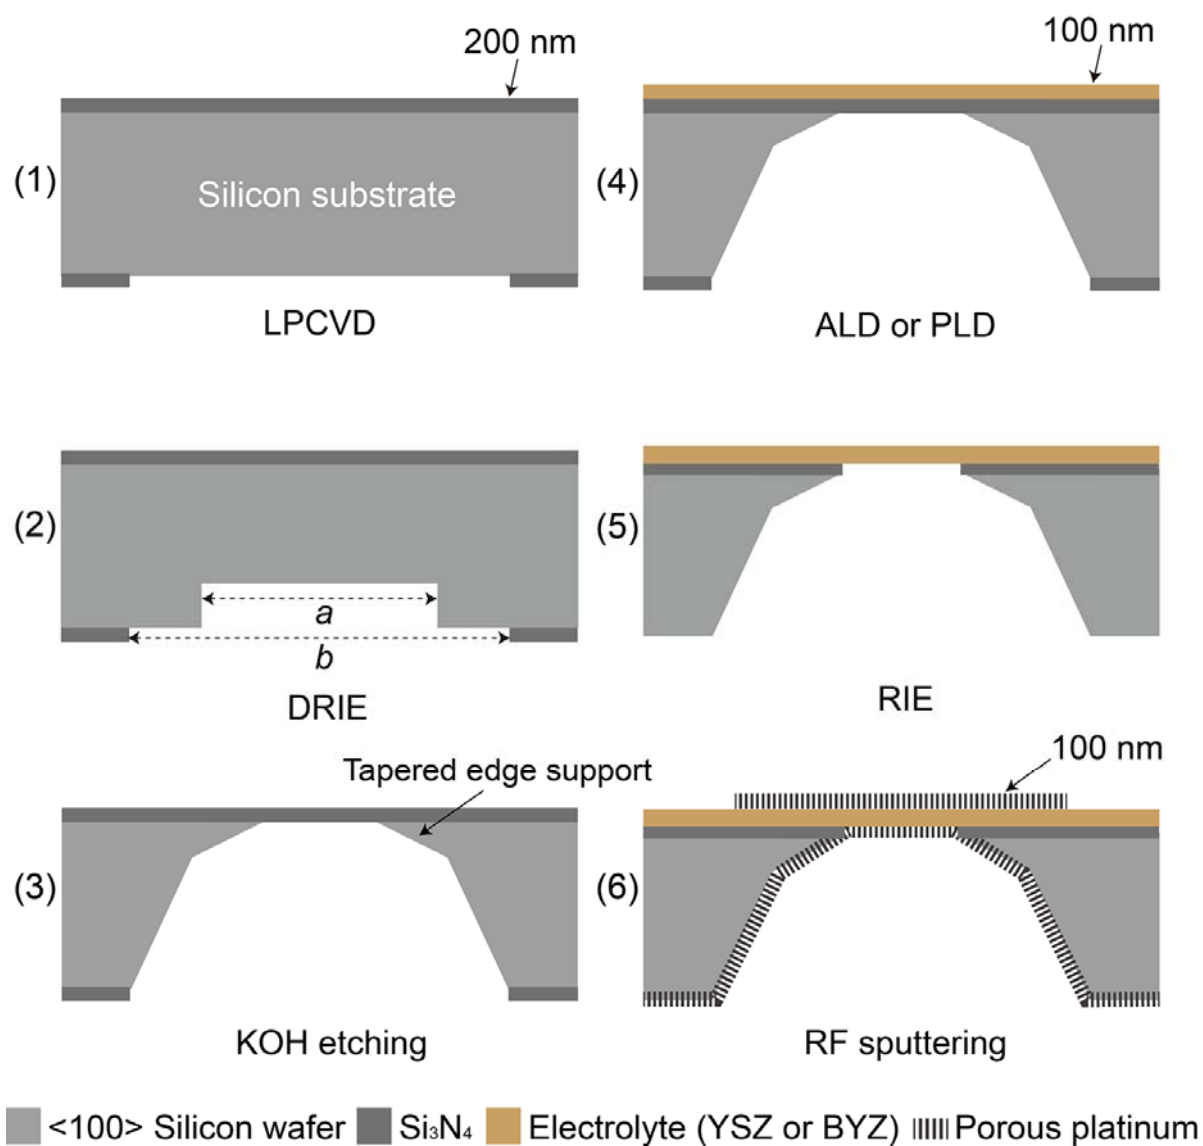 200 nm
(1)
Silicon substrate
LPCVD
(2)
a
b
DRIE
Tapered edge support
(3)
KOH etching
100 nm
(4)
ALD or PLD
(5)
RIE
100 nm
(6)
RF sputtering
<100> Silicon wafer Si₃N₄ Electrolyte (YSZ or BYZ) Porous platinum